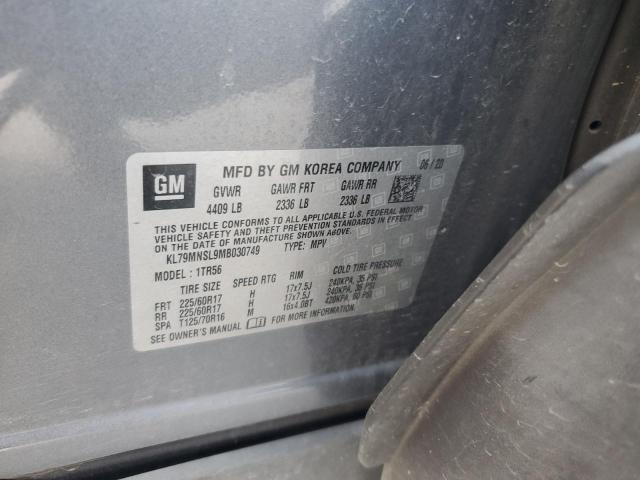 GM
MFD BY GM KOREA COMPANY 06/20
GVWR GAWR FRT GAWR RR
4409 LB 2336 LB 2336 LB
THIS VEHICLE CONFORMS TO ALL APPLICABLE U.S. FEDERAL MOTOR
VEHICLE SAFETY AND THEFT PREVENTION STANDARDS IN EFFECT ON
THE DATE OF MANUFACTURE SHOWN ABOVE.
KL79MNSL9MB030749 TYPE: MPV
MODEL: 1TR56
TIRE SIZE SPEED RTG RIM COLD TIRE PRESSURE
FRT 225/60R17 H 17x7.5J 240KPA, 35 PSI
RR 225/60R17 H 17x7.5J 240KPA, 35 PSI
SPA T125/70R16 M 16x4.0BT 420KPA, 60 PSI
SEE OWNER'S MANUAL FOR MORE INFORMATION.